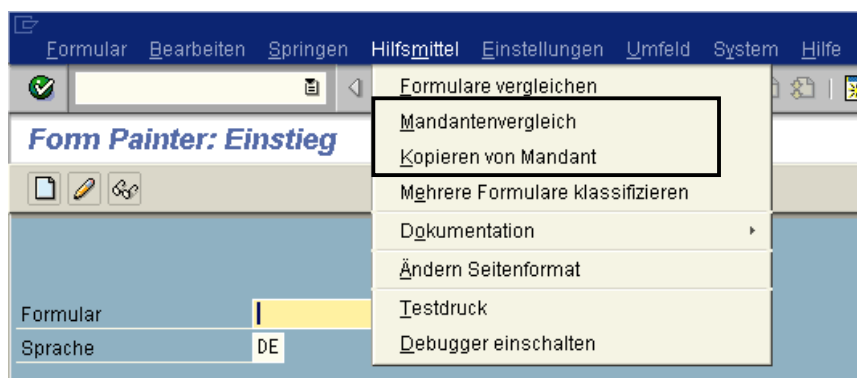 Formular Bearbeiten Springen Hilfsmittel Einstellungen Umfeld System Hilfe
Formulare vergleichen
Mandantenvergleich
Form Painter: Einstieg
Kopieren von Mandant
Mehrere Formulare klassifizieren
Dokumentation
Ändern Seitenformat
Formular
Testdruck
Sprache DE
Debugger einschalten